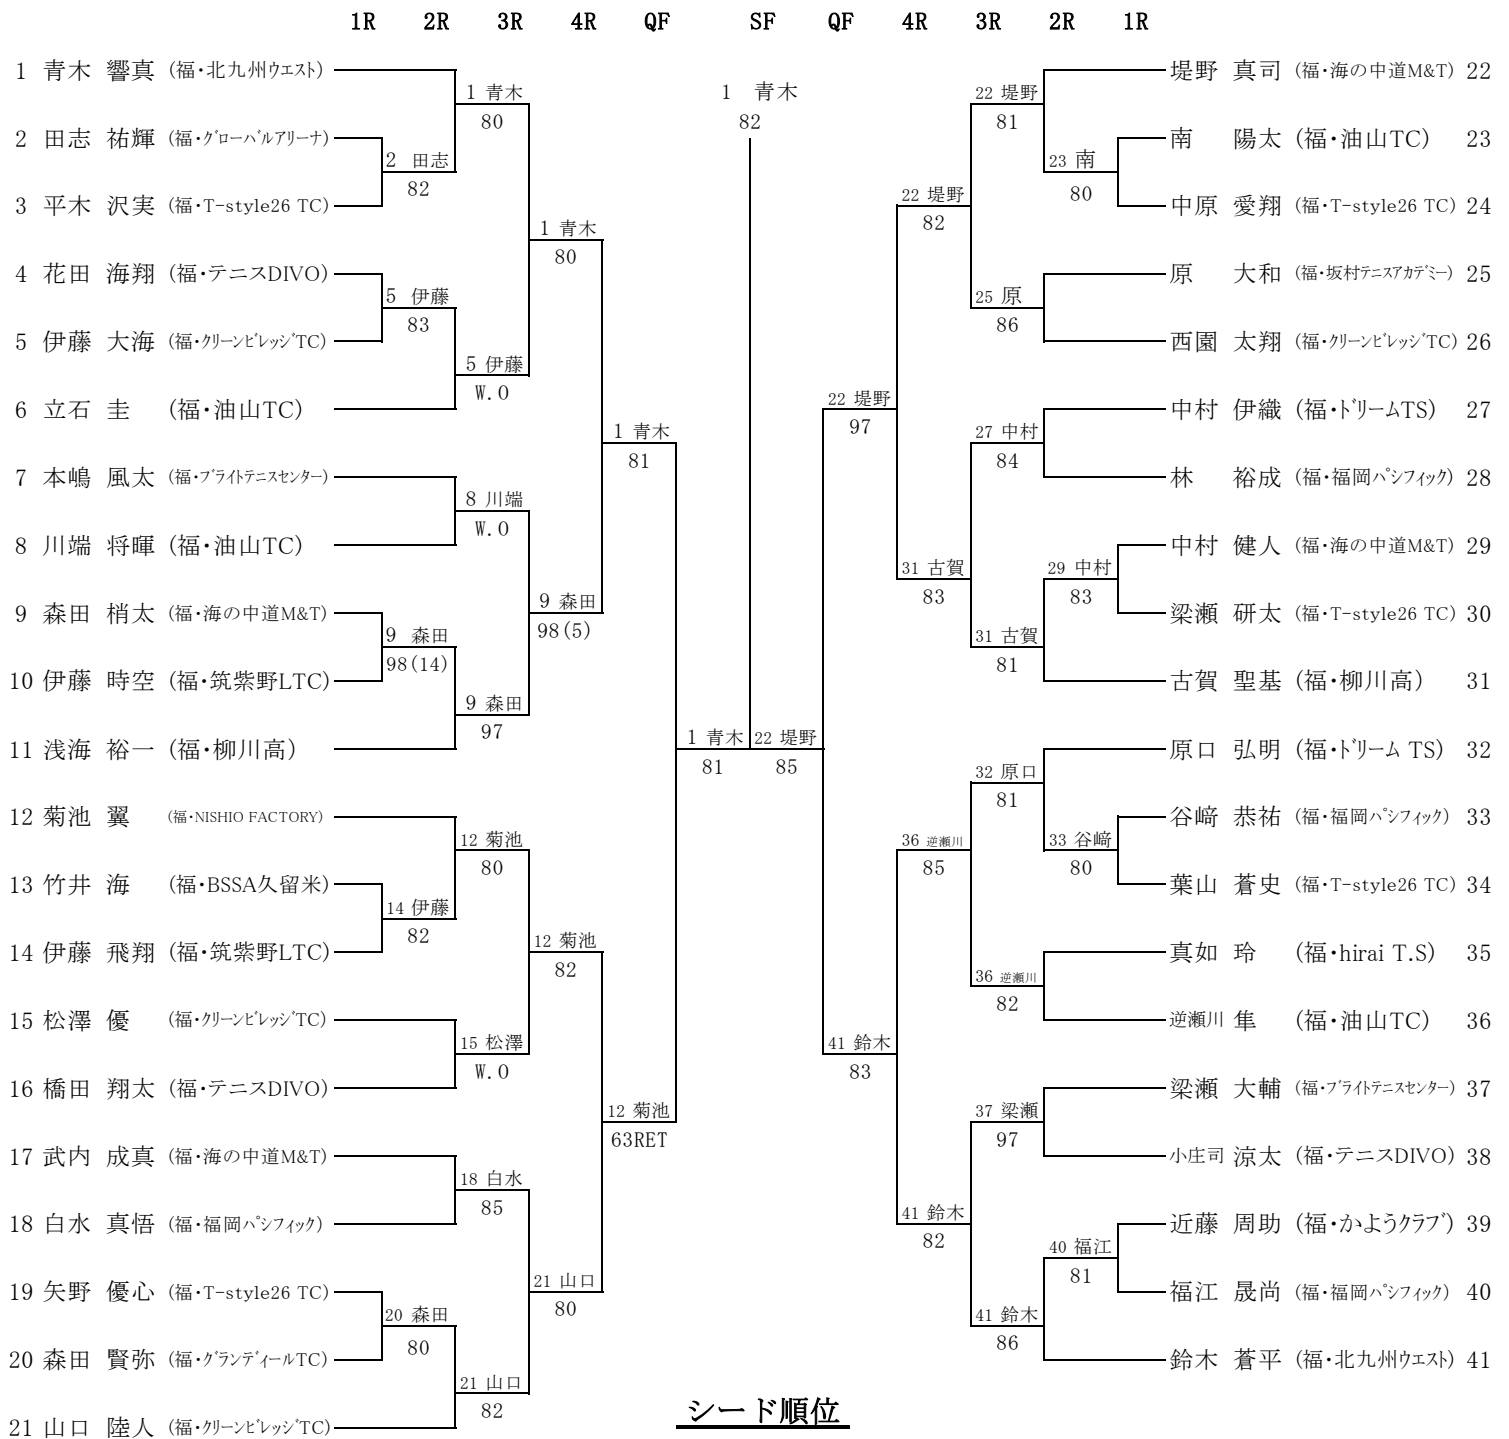 1R 2R 3R 4R QF SF QF 4R 3R 2R 1R
1 青木 響真 (福・北九州ウエスト)
2 田志 祐輝 (福・グローバルアリーナ)
3 平木 沢実 (福・T-style26 TC)
4 花田 海翔 (福・テニスDIVO)
5 伊藤 大海 (福・クリーンビレッジTC)
6 立石 圭 (福・油山TC)
7 本嶋 風太 (福・ブライトテニスセンター)
8 川端 将暉 (福・油山TC)
9 森田 梢太 (福・海の中道M&T)
10 伊藤 時空 (福・筑紫野LTC)
11 浅海 裕一 (福・柳川高)
12 菊池 翼 (福・NISHIO FACTORY)
13 竹井 海 (福・BSSA久留米)
14 伊藤 飛翔 (福・筑紫野LTC)
15 松澤 優 (福・クリーンビレッジTC)
16 橋田 翔太 (福・テニスDIVO)
17 武内 成真 (福・海の中道M&T)
18 白水 真悟 (福・福岡パシフィック)
19 矢野 優心 (福・T-style26 TC)
20 森田 賢弥 (福・グランディールTC)
21 山口 陸人 (福・クリーンビレッジTC)
2 田志
82
5 伊藤
83
9 森田
98(14)
14 伊藤
82
20 森田
80
1 青木
80
5 伊藤
W.O
8 川端
W.O
9 森田
97
12 菊池
80
15 松澤
W.O
18 白水
85
21 山口
82
1 青木
80
9 森田
98(5)
12 菊池
82
21 山口
80
1 青木
81
12 菊池
63RET
1 青木
81
1 青木
82
22 堤野
85
22 堤野
97
41 鈴木
83
22 堤野
82
31 古賀
83
36 逆瀬川
85
41 鈴木
82
22 堤野
81
25 原
86
27 中村
84
31 古賀
81
32 原口
81
36 逆瀬川
82
37 梁瀬
97
41 鈴木
86
23 南
80
29 中村
83
33 谷﨑
80
40 福江
81
堤野 真司 (福・海の中道M&T) 22
南 陽太 (福・油山TC) 23
中原 愛翔 (福・T-style26 TC) 24
原 大和 (福・坂村テニスアカデミー) 25
西園 太翔 (福・クリーンビレッジTC) 26
中村 伊織 (福・ドリームTS) 27
林 裕成 (福・福岡パシフィック) 28
中村 健人 (福・海の中道M&T) 29
梁瀬 研太 (福・T-style26 TC) 30
古賀 聖基 (福・柳川高) 31
原口 弘明 (福・ドリーム TS) 32
谷﨑 恭祐 (福・福岡パシフィック) 33
葉山 蒼史 (福・T-style26 TC) 34
真如 玲 (福・hirai T.S) 35
逆瀬川 隼 (福・油山TC) 36
梁瀬 大輔 (福・ブライトテニスセンター) 37
小庄司 涼太 (福・テニスDIVO) 38
近藤 周助 (福・かようクラブ) 39
福江 晟尚 (福・福岡パシフィック) 40
鈴木 蒼平 (福・北九州ウエスト) 41
シード順位